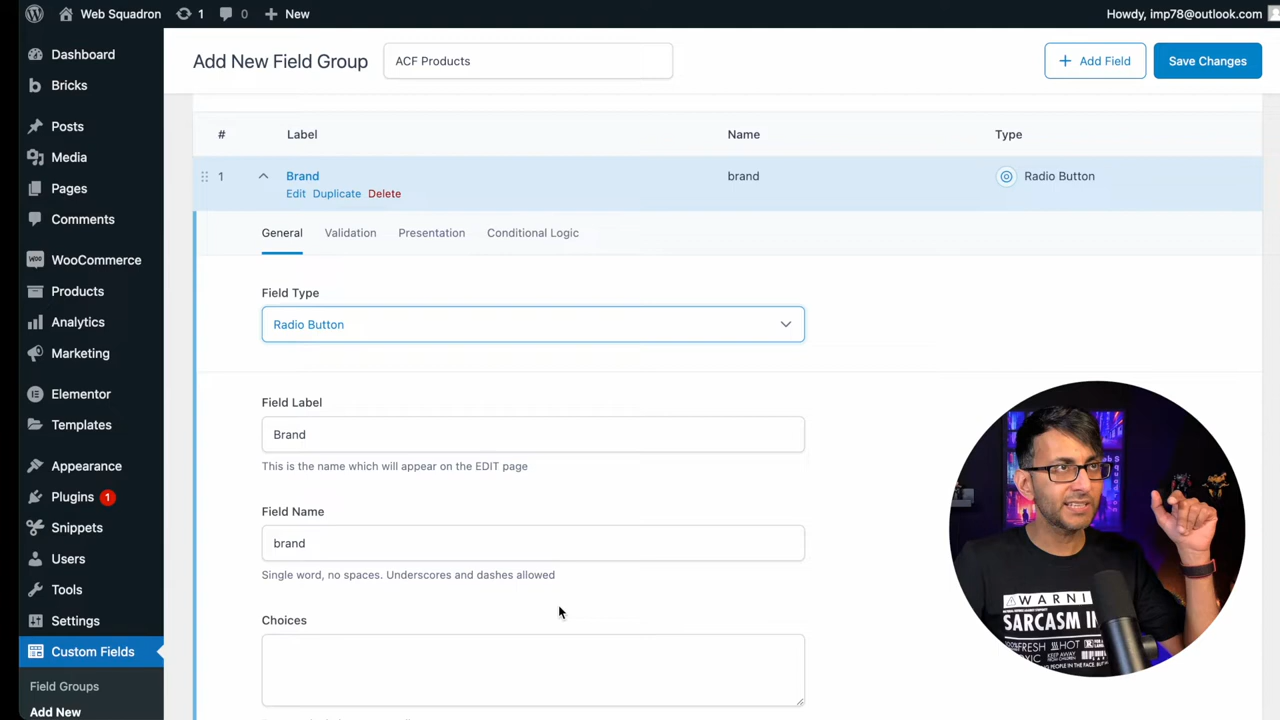 Web Squadron
1
0
New
Howdy, imp78@outlook.com
Dashboard
Bricks
Posts
Media
Pages
Comments
WooCommerce
Products
Analytics
Marketing
Elementor
Templates
Appearance
Plugins 1
Snippets
Users
Tools
Settings
Custom Fields
Field Groups
Add New
Add New Field Group
ACF Products
Add Field
Save Changes
# Label Name Type
1 Brand brand Radio Button
Edit Duplicate Delete
General Validation Presentation Conditional Logic
Field Type
Radio Button
Field Label
Brand
This is the name which will appear on the EDIT page
Field Name
brand
Single word, no spaces. Underscores and dashes allowed
Choices
WARNI
SARCASM IN